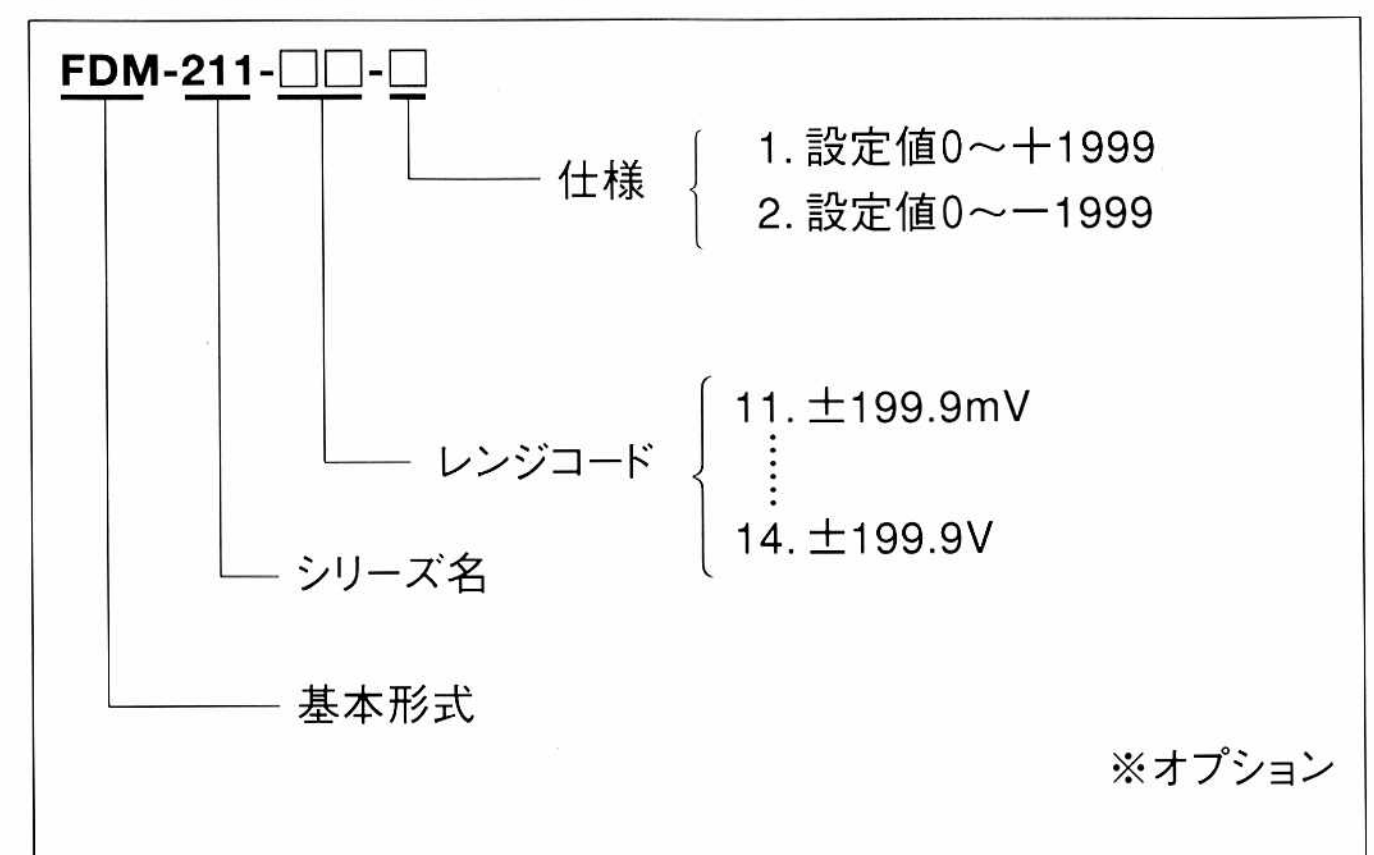 FDM-211-□□-□
仕様
1. 設定値0～＋1999
2. 設定値0～－1999
レンジコード
11. ±199.9mV
14. ±199.9V
シリーズ名
基本形式
※オプション